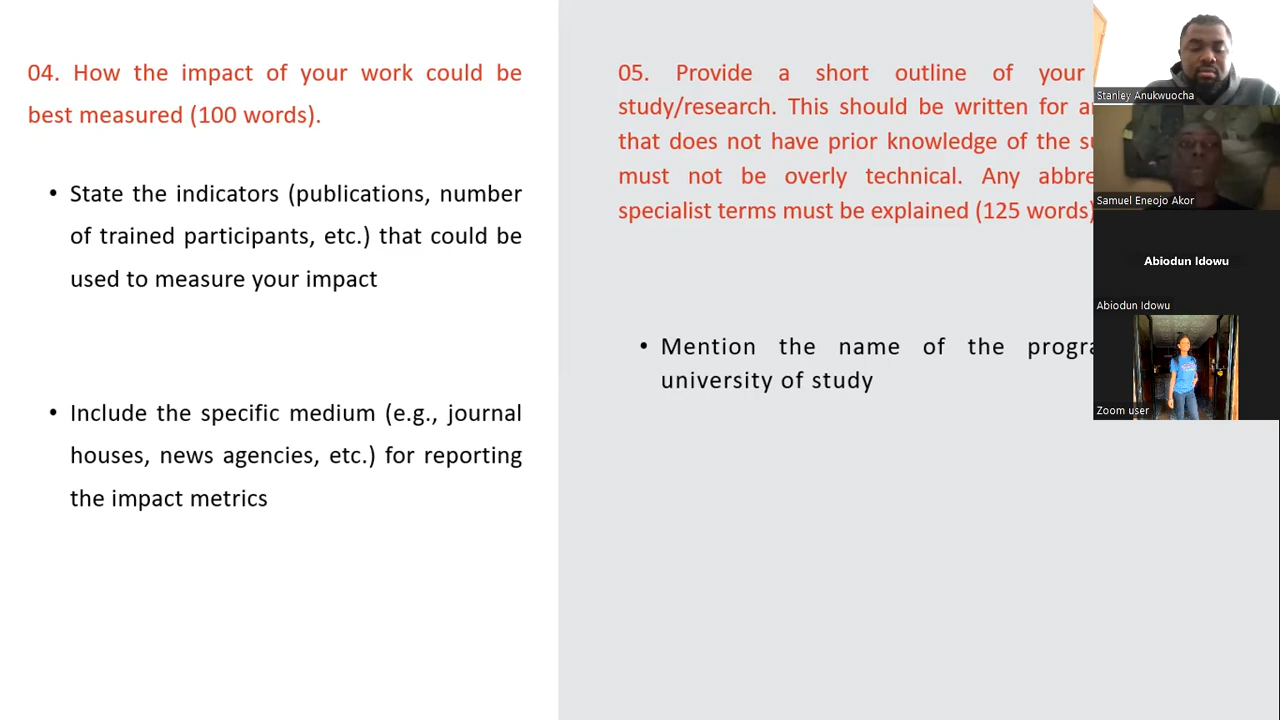 04. How the impact of your work could be
best measured (100 words).
• State the indicators (publications, number
of trained participants, etc.) that could be
used to measure your impact
• Include the specific medium (e.g., journal
houses, news agencies, etc.) for reporting
the impact metrics
05. Provide a short outline of your
study/research. This should be written for
that does not have prior knowledge of the
must not be overly technical. Any
specialist terms must be explained (125 words)
• Mention the name of the
university of study
Stanley Anukwuocha
Samuel Eneojo Akor
Abiodun Idowu
Abiodun Idowu
Zoom user